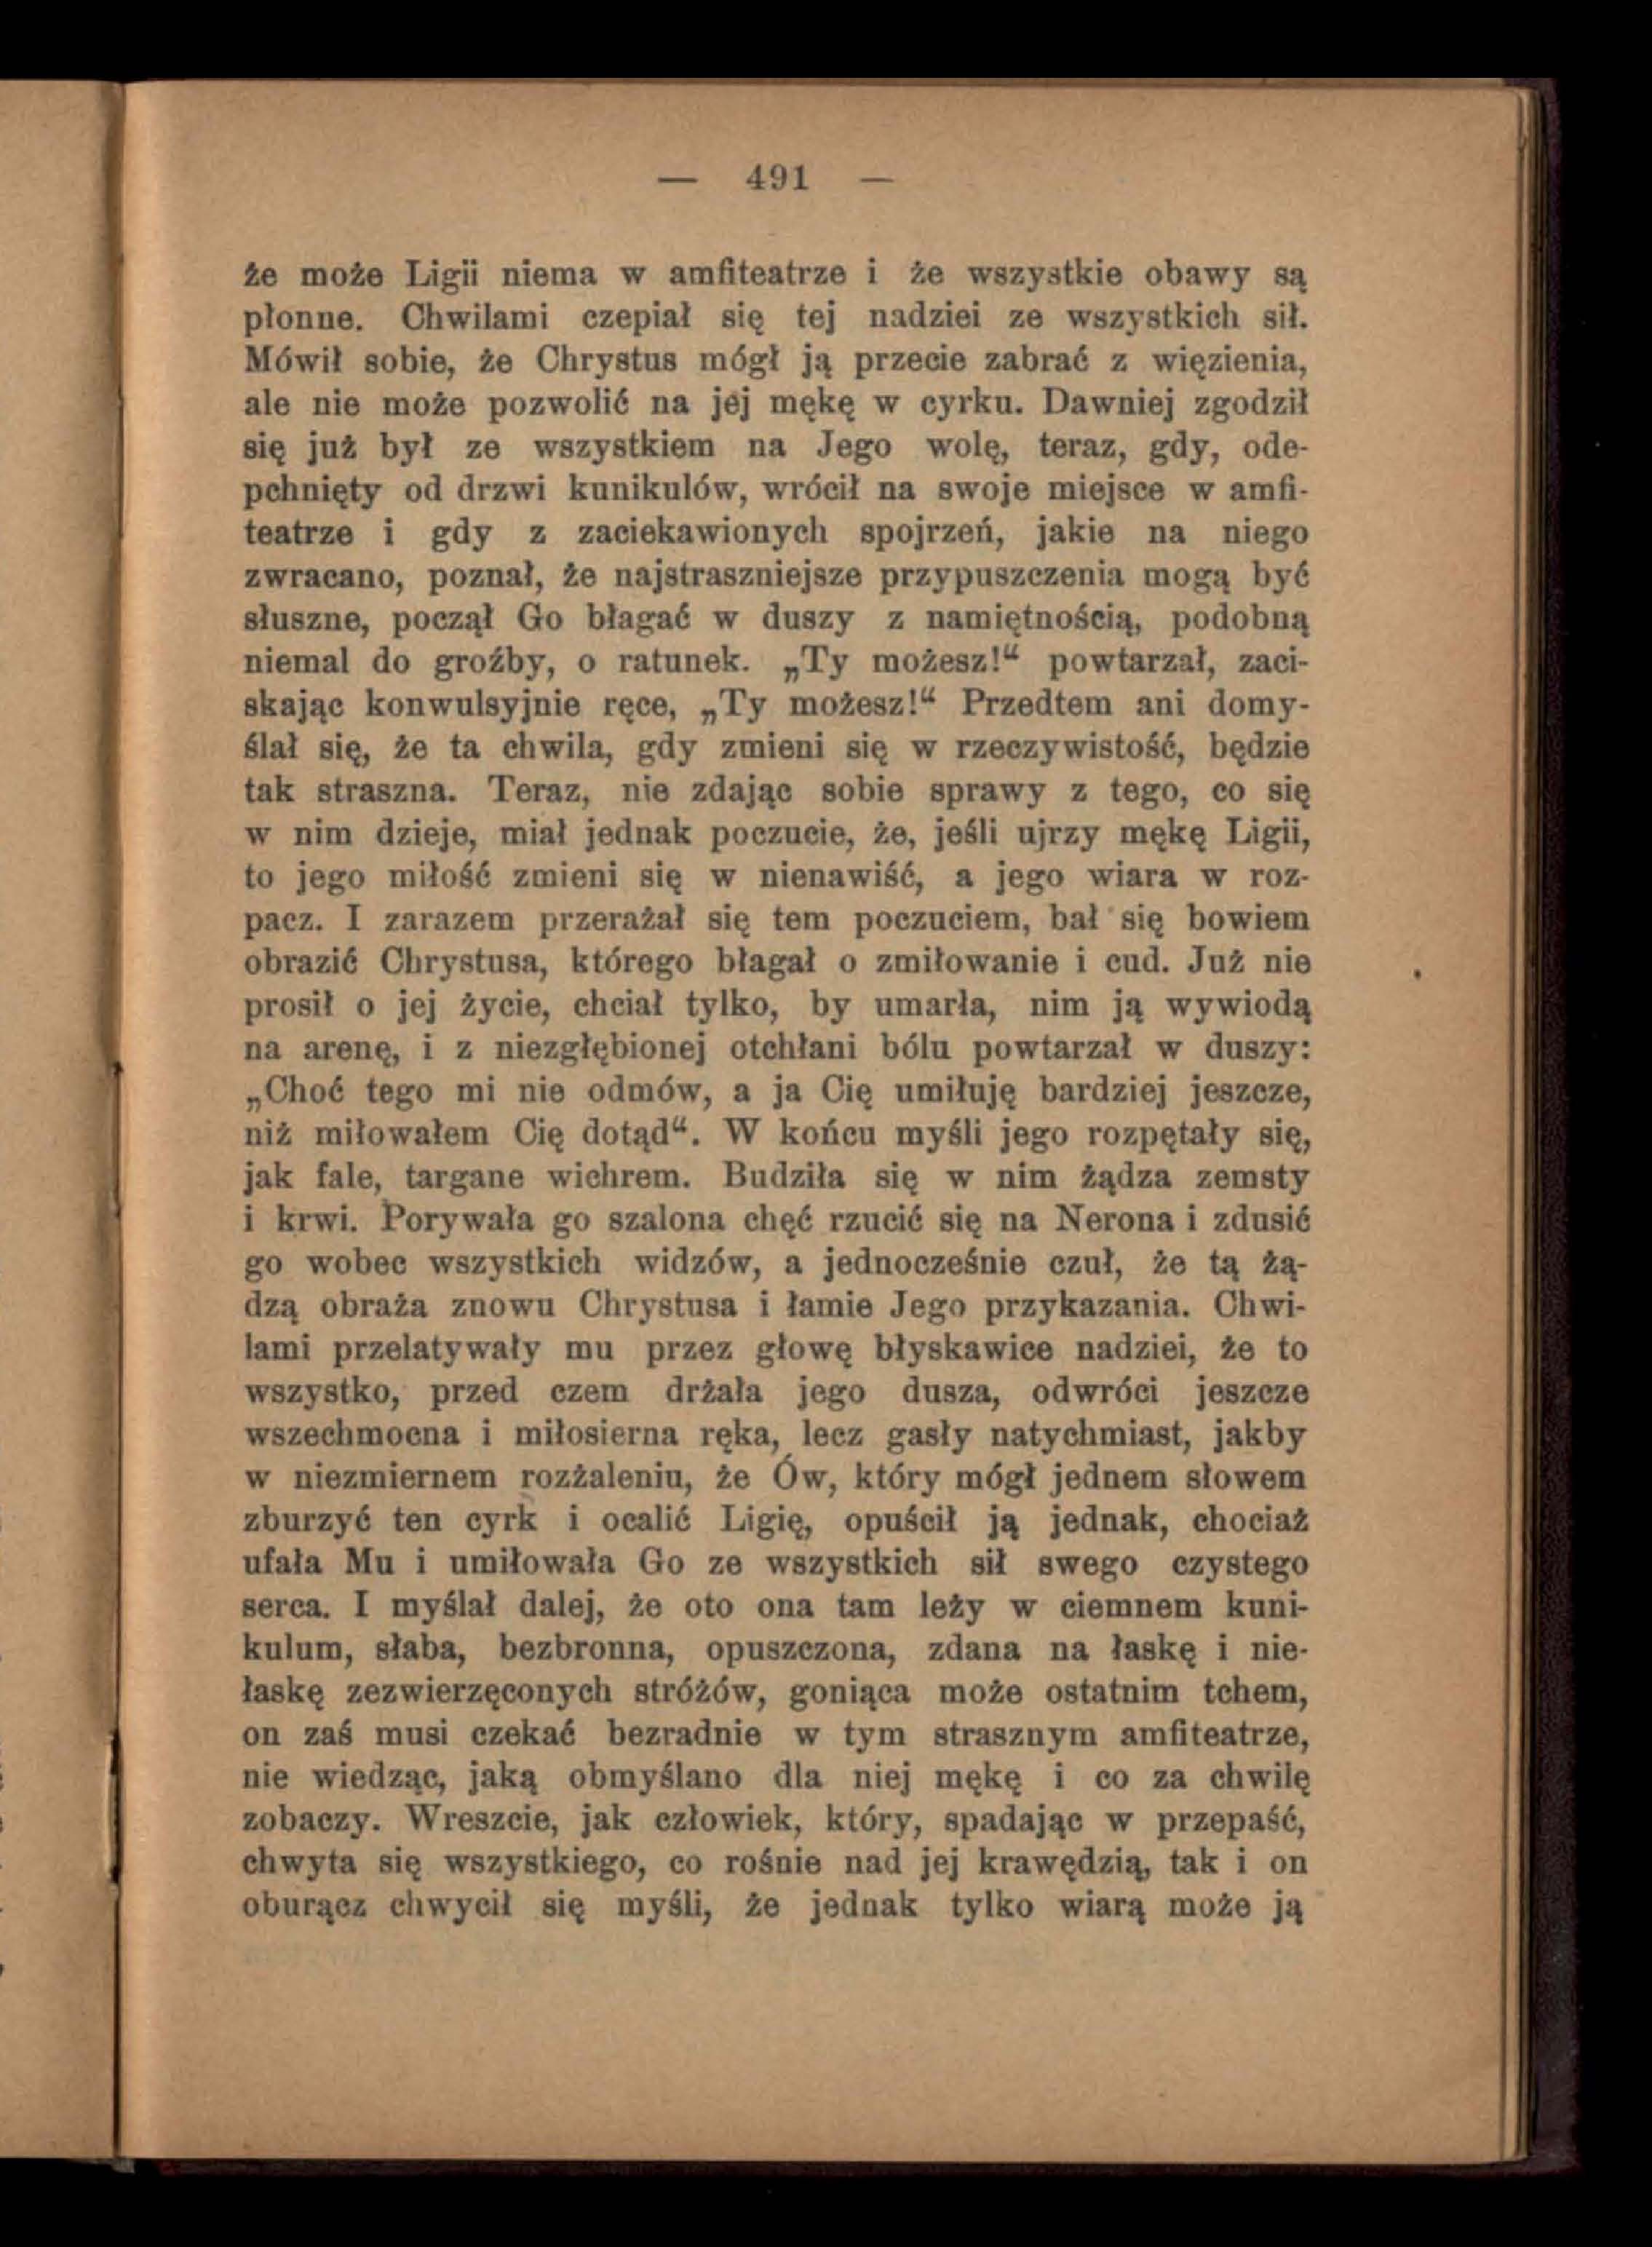 — 491 —
że może Ligii niema w amfiteatrze i że wszystkie obawy są
płonne. Chwilami czepiał się tej nadziei ze wszystkich sił.
Mówił sobie, że Chrystus mógł ją przecie zabrać z więzienia,
ale nie może pozwolić na jej mękę w cyrku. Dawniej zgodził
się już był ze wszystkiem na Jego wolę, teraz, gdy, ode-
pchnięty od drzwi kunikulów, wrócił na swoje miejsce w amfi-
teatrze i gdy z zaciekawionych spojrzeń, jakie na niego
zwracano, poznał, że najstraszniejsze przypuszczenia mogą być
słuszne, począł Go błagać w duszy z namiętnością, podobną
niemal do groźby, o ratunek. „Ty możesz!“ powtarzał, zaci-
skając konwulsyjnie ręce, „Ty możesz!“ Przedtem ani domy-
ślał się, że ta chwila, gdy zmieni się w rzeczywistość, będzie
tak straszna. Teraz, nie zdając sobie sprawy z tego, co się
w nim dzieje, miał jednak poczucie, że, jeśli ujrzy mękę Ligii,
to jego miłość zmieni się w nienawiść, a jego wiara w roz-
pacz. I zarazem przerażał się tem poczuciem, bał się bowiem
obrazić Chrystusa, którego błagał o zmiłowanie i cud. Już nie
prosił o jej życie, chciał tylko, by umarła, nim ją wywiodą
na arenę, i z niezgłębionej otchłani bólu powtarzał w duszy:
„Choć tego mi nie odmów, a ja Cię umiłuję bardziej jeszcze,
niż miłowałem Cię dotąd“. W końcu myśli jego rozpętały się,
jak fale, targane wichrem. Budziła się w nim żądza zemsty
i krwi. Porywała go szalona chęć rzucić się na Nerona i zdusić
go wobec wszystkich widzów, a jednocześnie czuł, że tą żą-
dzą obraża znowu Chrystusa i łamie Jego przykazania. Chwi-
lami przelatywały mu przez głowę błyskawice nadziei, że to
wszystko, przed czem drżała jego dusza, odwróci jeszcze
wszechmocna i miłosierna ręka, lecz gasły natychmiast, jakby
w niezmiernem rozżaleniu, że Ów, który mógł jednem słowem
zburzyć ten cyrk i ocalić Ligię, opuścił ją jednak, chociaż
ufała Mu i umiłowała Go ze wszystkich sił swego czystego
serca. I myślał dalej, że oto ona tam leży w ciemnem kuni-
kulum, słaba, bezbronna, opuszczona, zdana na łaskę i nie-
łaskę zezwierzęconych stróżów, goniąca może ostatnim tchem,
on zaś musi czekać bezradnie w tym strasznym amfiteatrze,
nie wiedząc, jaką obmyślano dla niej mękę i co za chwilę
zobaczy. Wreszcie, jak człowiek, który, spadając w przepaść,
chwyta się wszystkiego, co rośnie nad jej krawędzią, tak i on
oburącz chwycił się myśli, że jednak tylko wiarą może ją